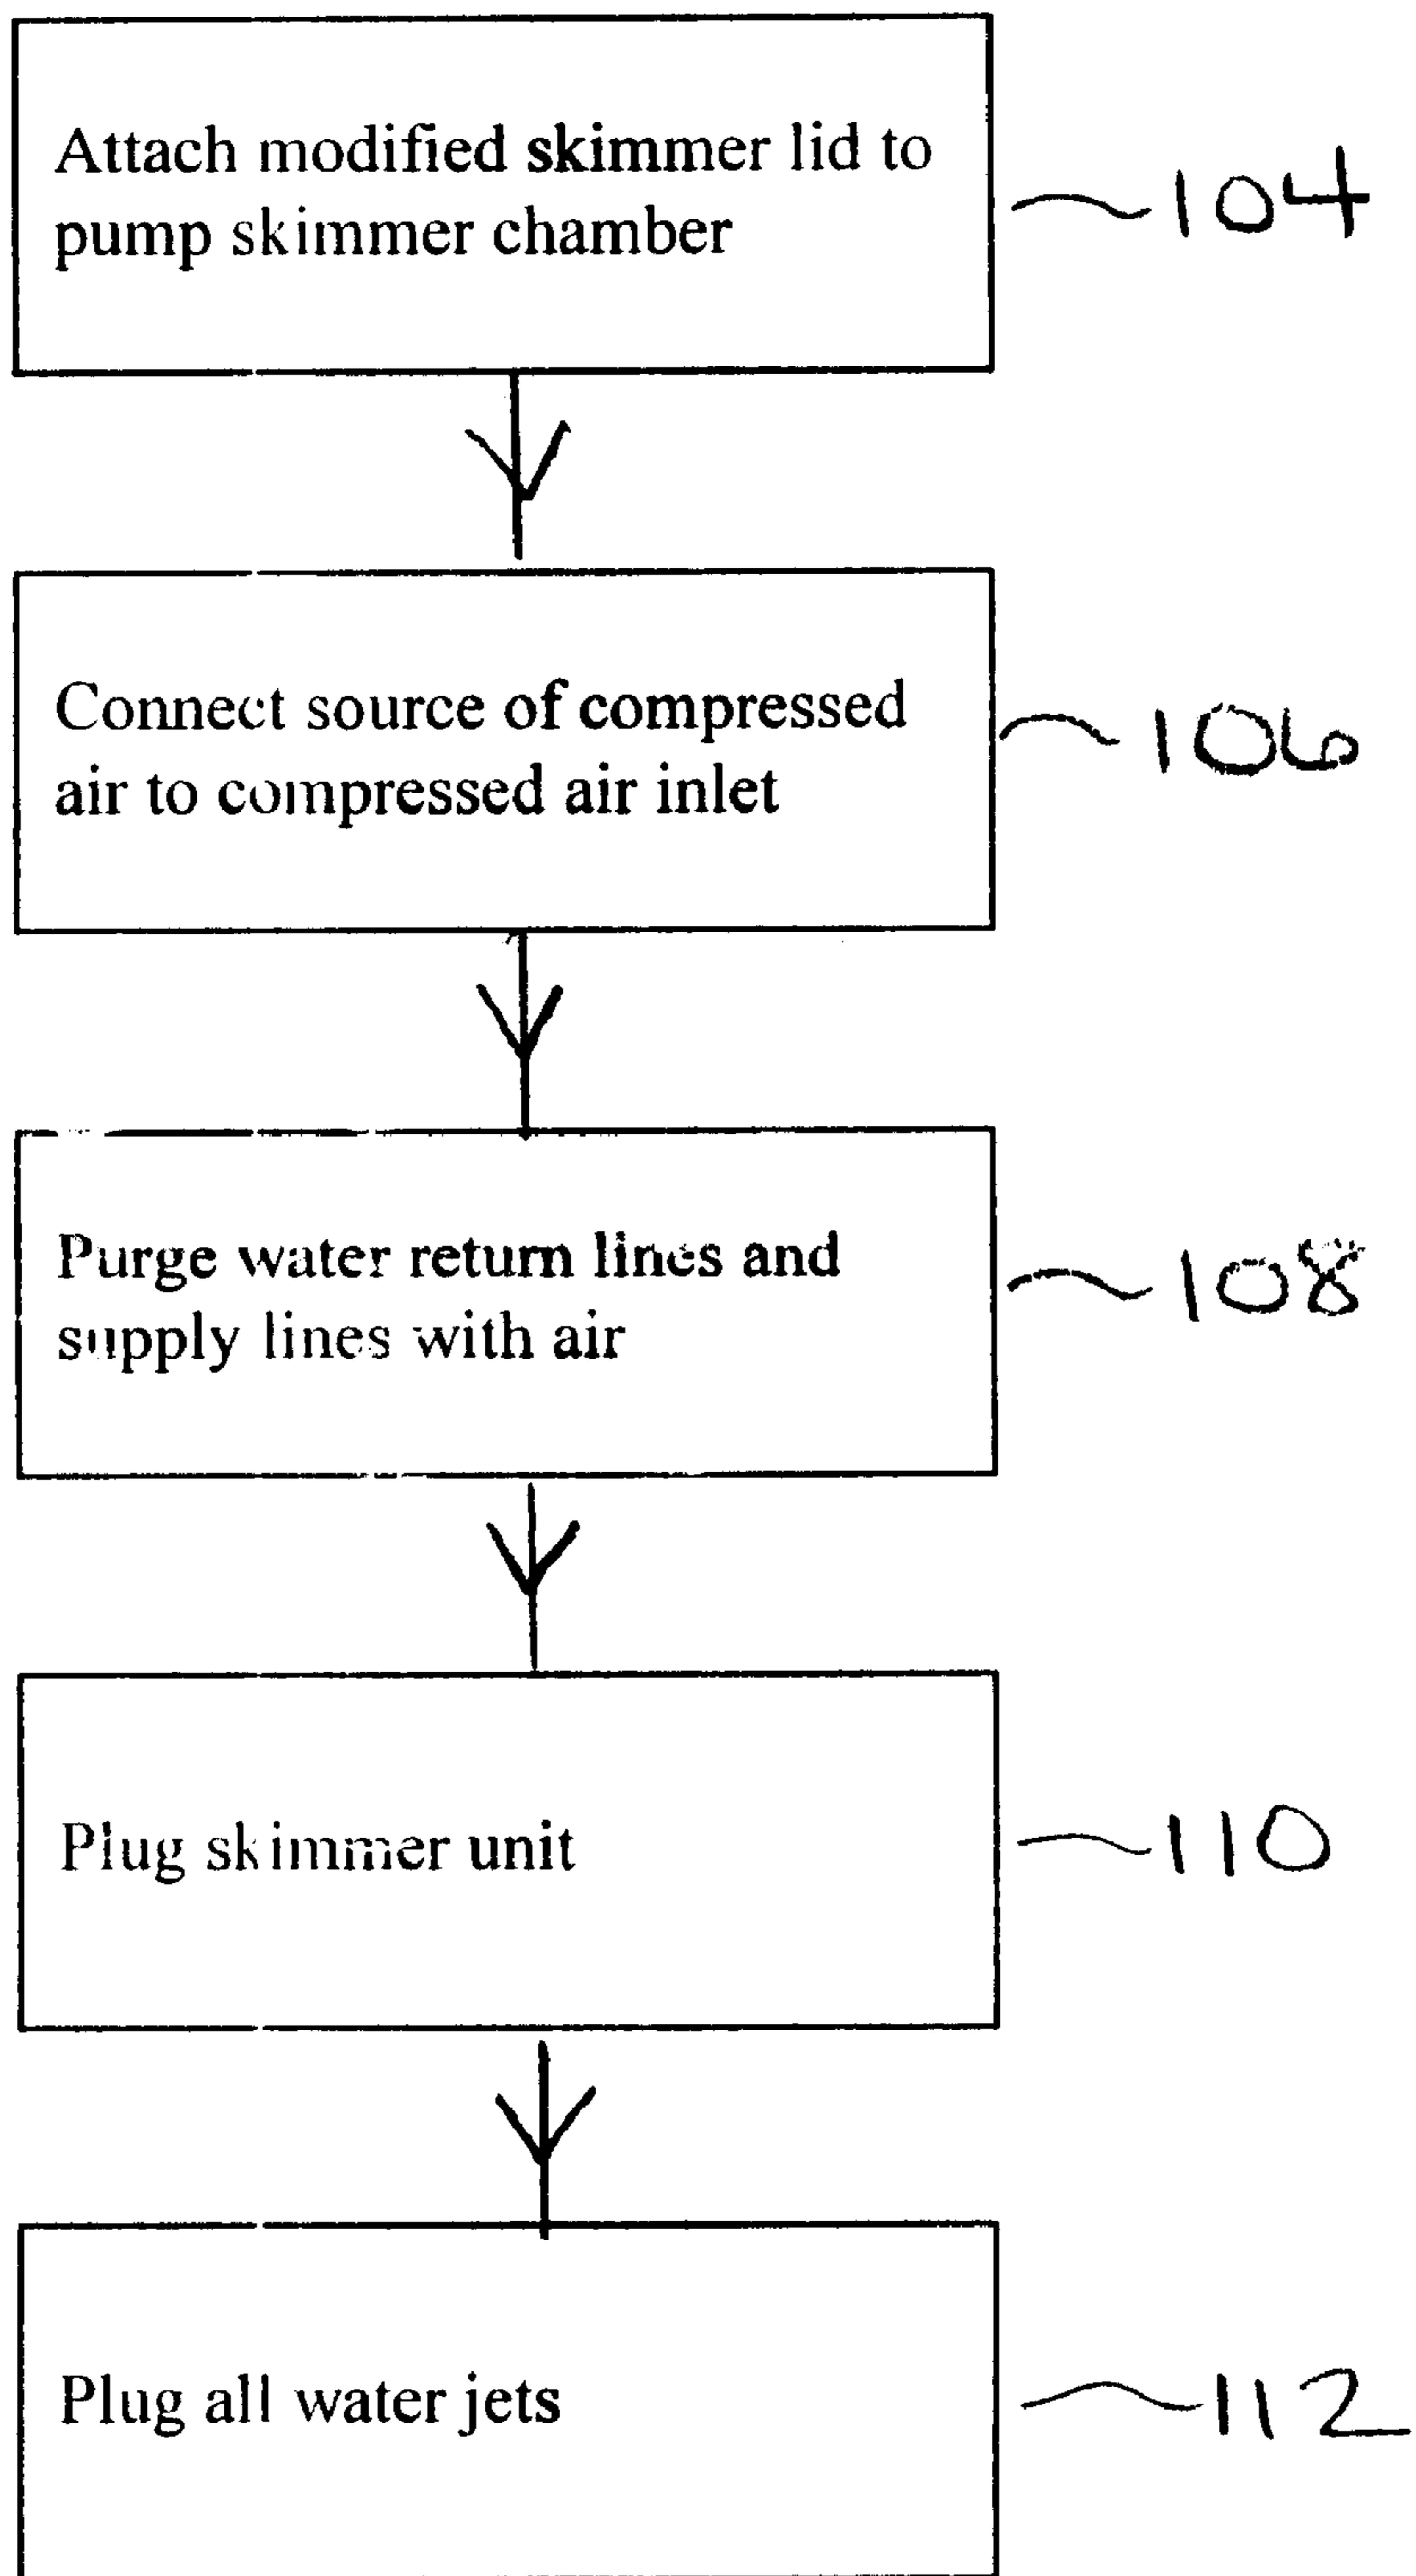 Attach modified skimmer lid to
pump skimmer chamber
104
Connect source of compressed
air to compressed air inlet
106
Purge water return lines and
supply lines with air
108
Plug skimmer unit
110
Plug all water jets
112